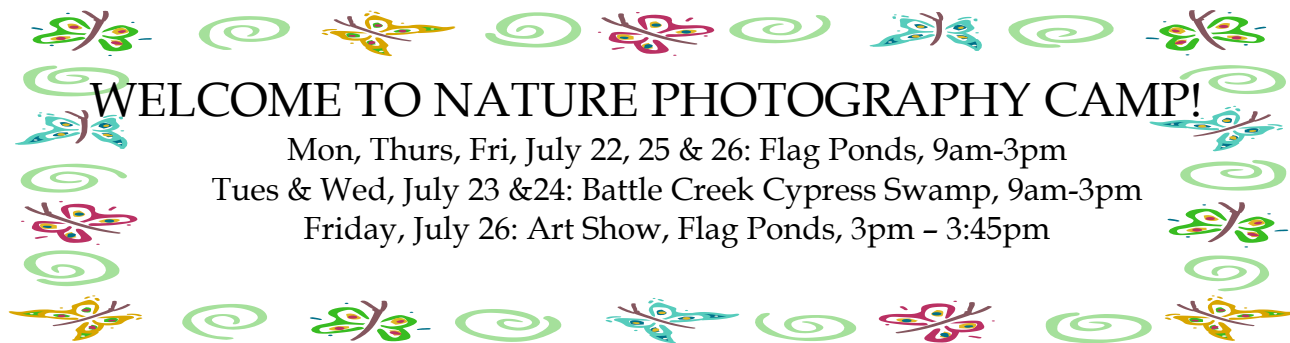 WELCOME TO NATURE PHOTOGRAPHY CAMP!
Mon, Thurs, Fri, July 22, 25 & 26: Flag Ponds, 9am-3pm
Tues & Wed, July 23 &24: Battle Creek Cypress Swamp, 9am-3pm
Friday, July 26: Art Show, Flag Ponds, 3pm – 3:45pm